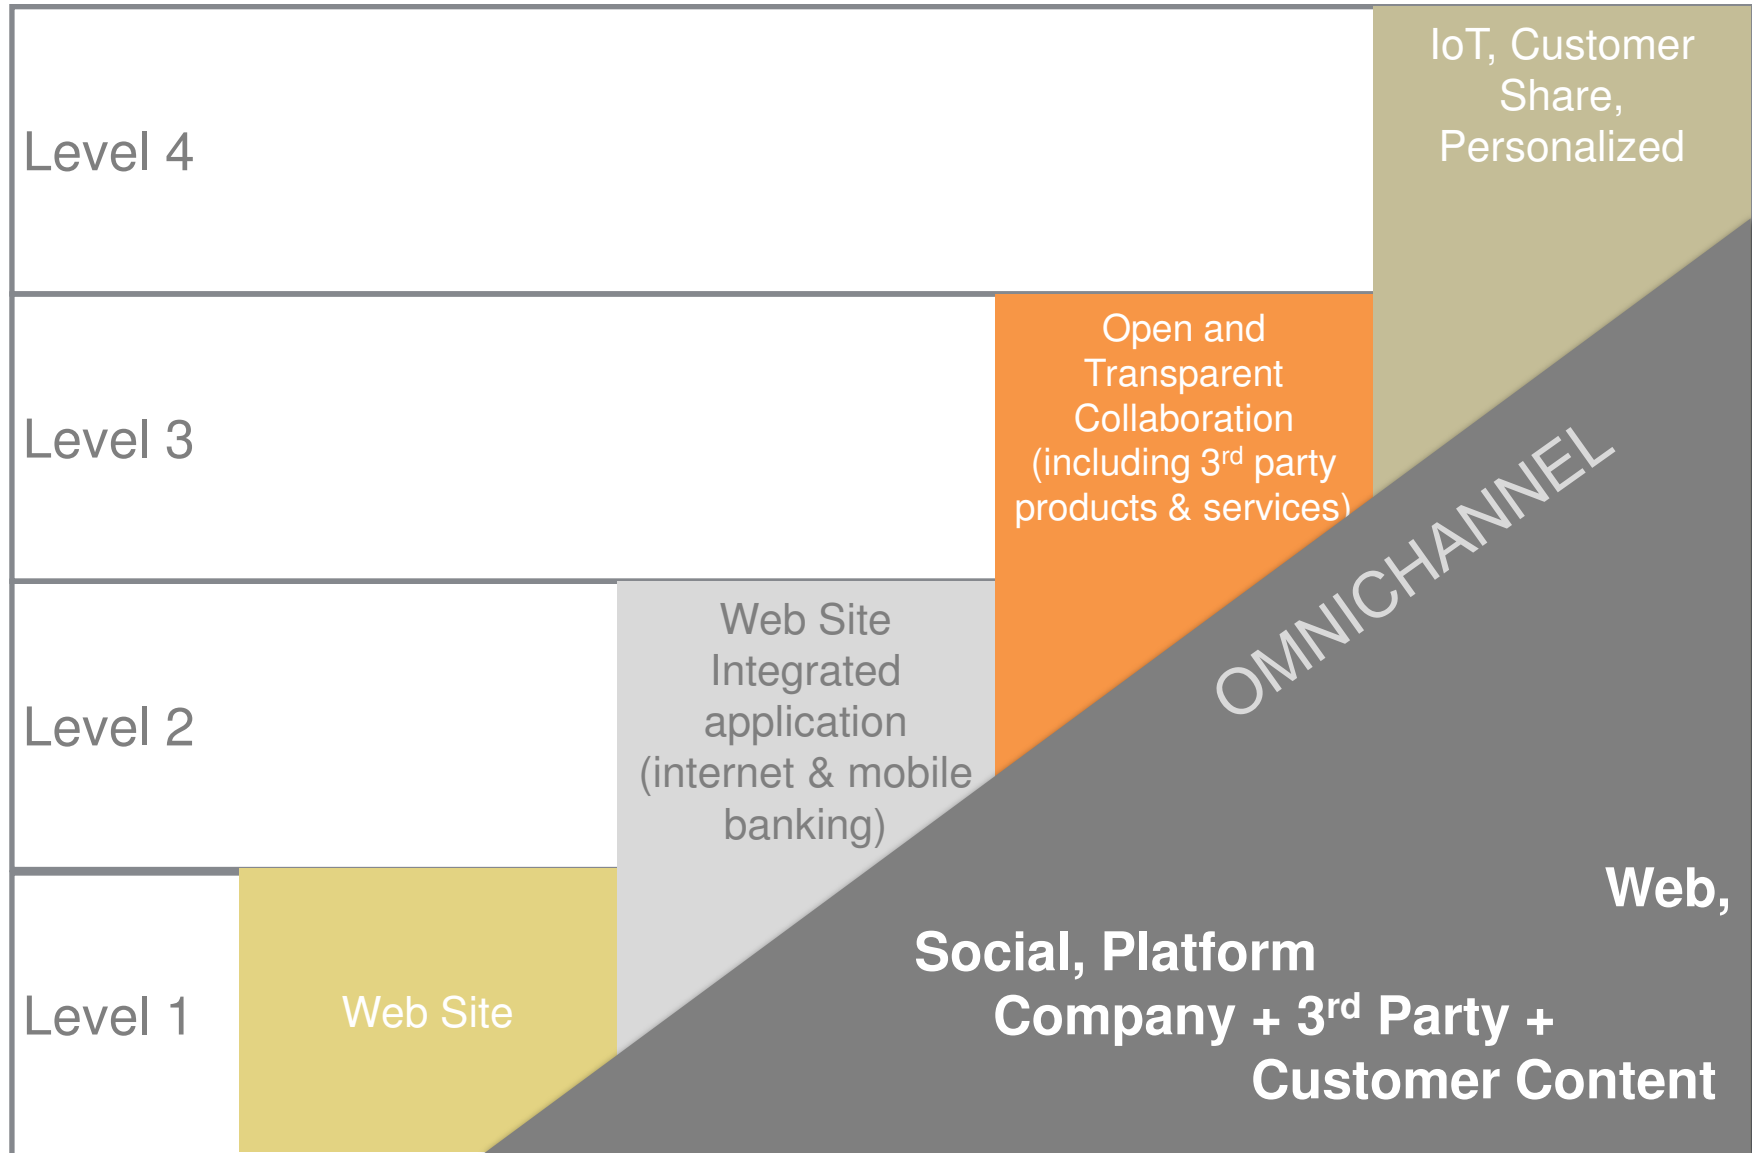 IoT, Customer
Share,
Personalized
Level 4
Open and
Transparent
Collaboration
(including 3rd party
products & services)
Level 3
OMNICHANNEL
Web Site
Integrated
application
(internet & mobile
banking)
Level 2
Web,
Social, Platform
Company + 3rd Party +
Customer Content
Level 1
Web Site